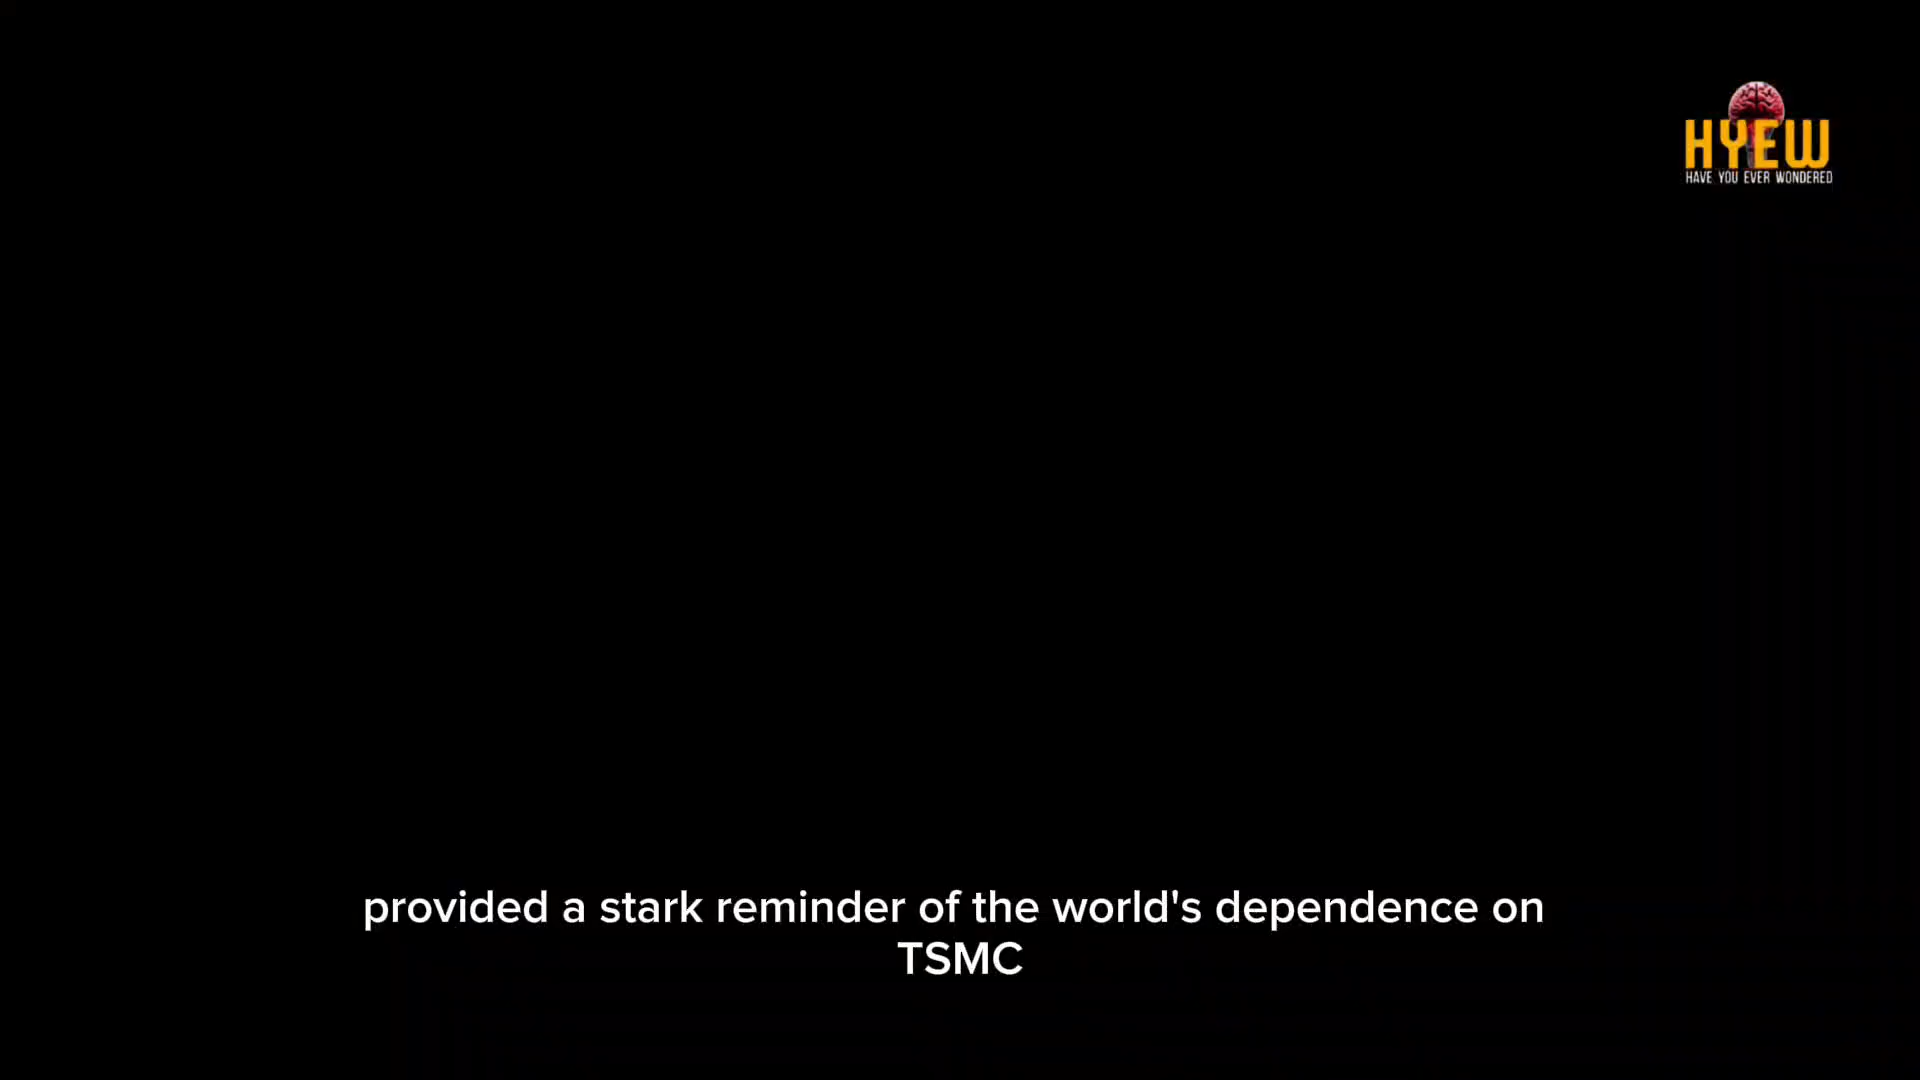 HYEW
HAVE YOU EVER WONDERED
provided a stark reminder of the world's dependence on
TSMC